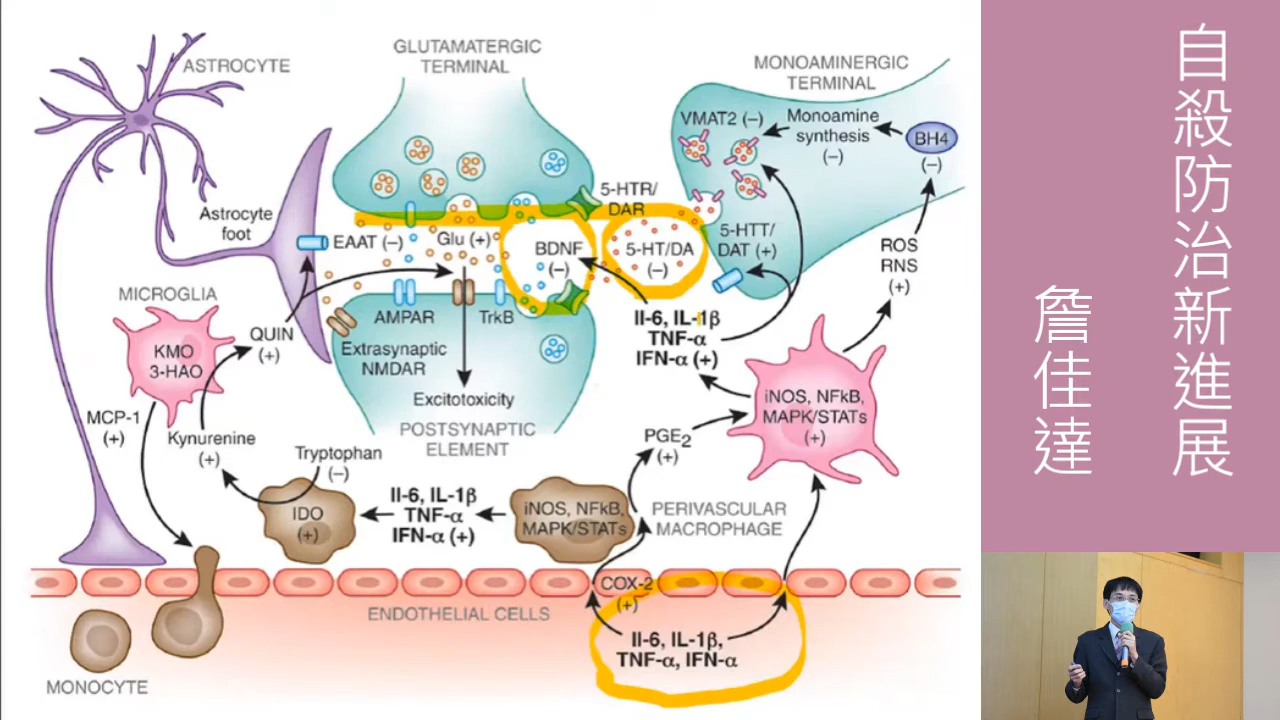 ASTROCYTE
GLUTAMATERGIC
TERMINAL
MONOAMINERGIC
TERMINAL
VMAT2 (–)
Monoamine
synthesis
(–)
BH4
(–)
5-HTR/
DAR
Astrocyte
foot
EAAT (–)
Glu (+)
BDNF
(–)
5-HT/DA
(–)
5-HTT/
DAT (+)
ROS
RNS
(+)
MICROGLIA
KMO
3-HAO
QUIN
(+)
AMPAR
TrkB
Extrasynaptic
NMDAR
Excitotoxicity
POSTSYNAPTIC
ELEMENT
Il-6, IL-1β
TNF-α
IFN-α (+)
iNOS, NFkB,
MAPK/STATs
(+)
MCP-1
(+)
Kynurenine
(+)
Tryptophan
(–)
PGE2
(+)
IDO
(+)
Il-6, IL-1β
TNF-α
IFN-α (+)
iNOS, NFkB,
MAPK/STATs
PERIVASCULAR
MACROPHAGE
COX-2
(+)
ENDOTHELIAL CELLS
Il-6, IL-1β,
TNF-α, IFN-α
MONOCYTE
自殺防治新進展
詹佳達